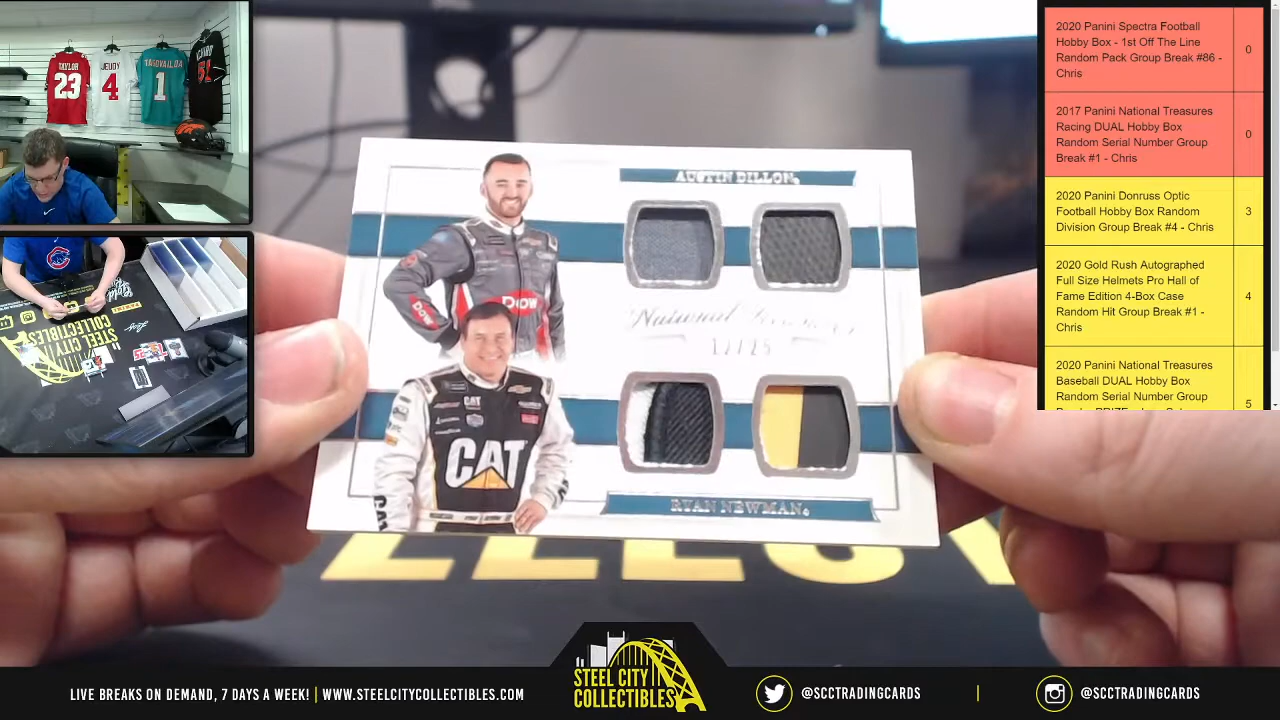 TAYLOR
23
JEUDY
4
TAGOVAILOA
1
51
STEEL CITY
COLLECTIBLES
AUSTIN DILLON
National Treasures
12/25
DOW
CAT
CAT
RYAN NEWMAN
2020 Panini Spectra Football
Hobby Box - 1st Off The Line
Random Pack Group Break #86 -
Chris
0
2017 Panini National Treasures
Racing DUAL Hobby Box
Random Serial Number Group
Break #1 - Chris
0
2020 Panini Donruss Optic
Football Hobby Box Random
Division Group Break #4 - Chris
3
2020 Gold Rush Autographed
Full Size Helmets Pro Hall of
Fame Edition 4-Box Case
Random Hit Group Break #1 -
Chris
4
2020 Panini National Treasures
Baseball DUAL Hobby Box
Random Serial Number Group
5
LIVE BREAKS ON DEMAND, 7 DAYS A WEEK! | WWW.STEELCITYCOLLECTIBLES.COM
STEEL CITY
COLLECTIBLES
@SCCTRADINGCARDS
@SCCTRADINGCARDS